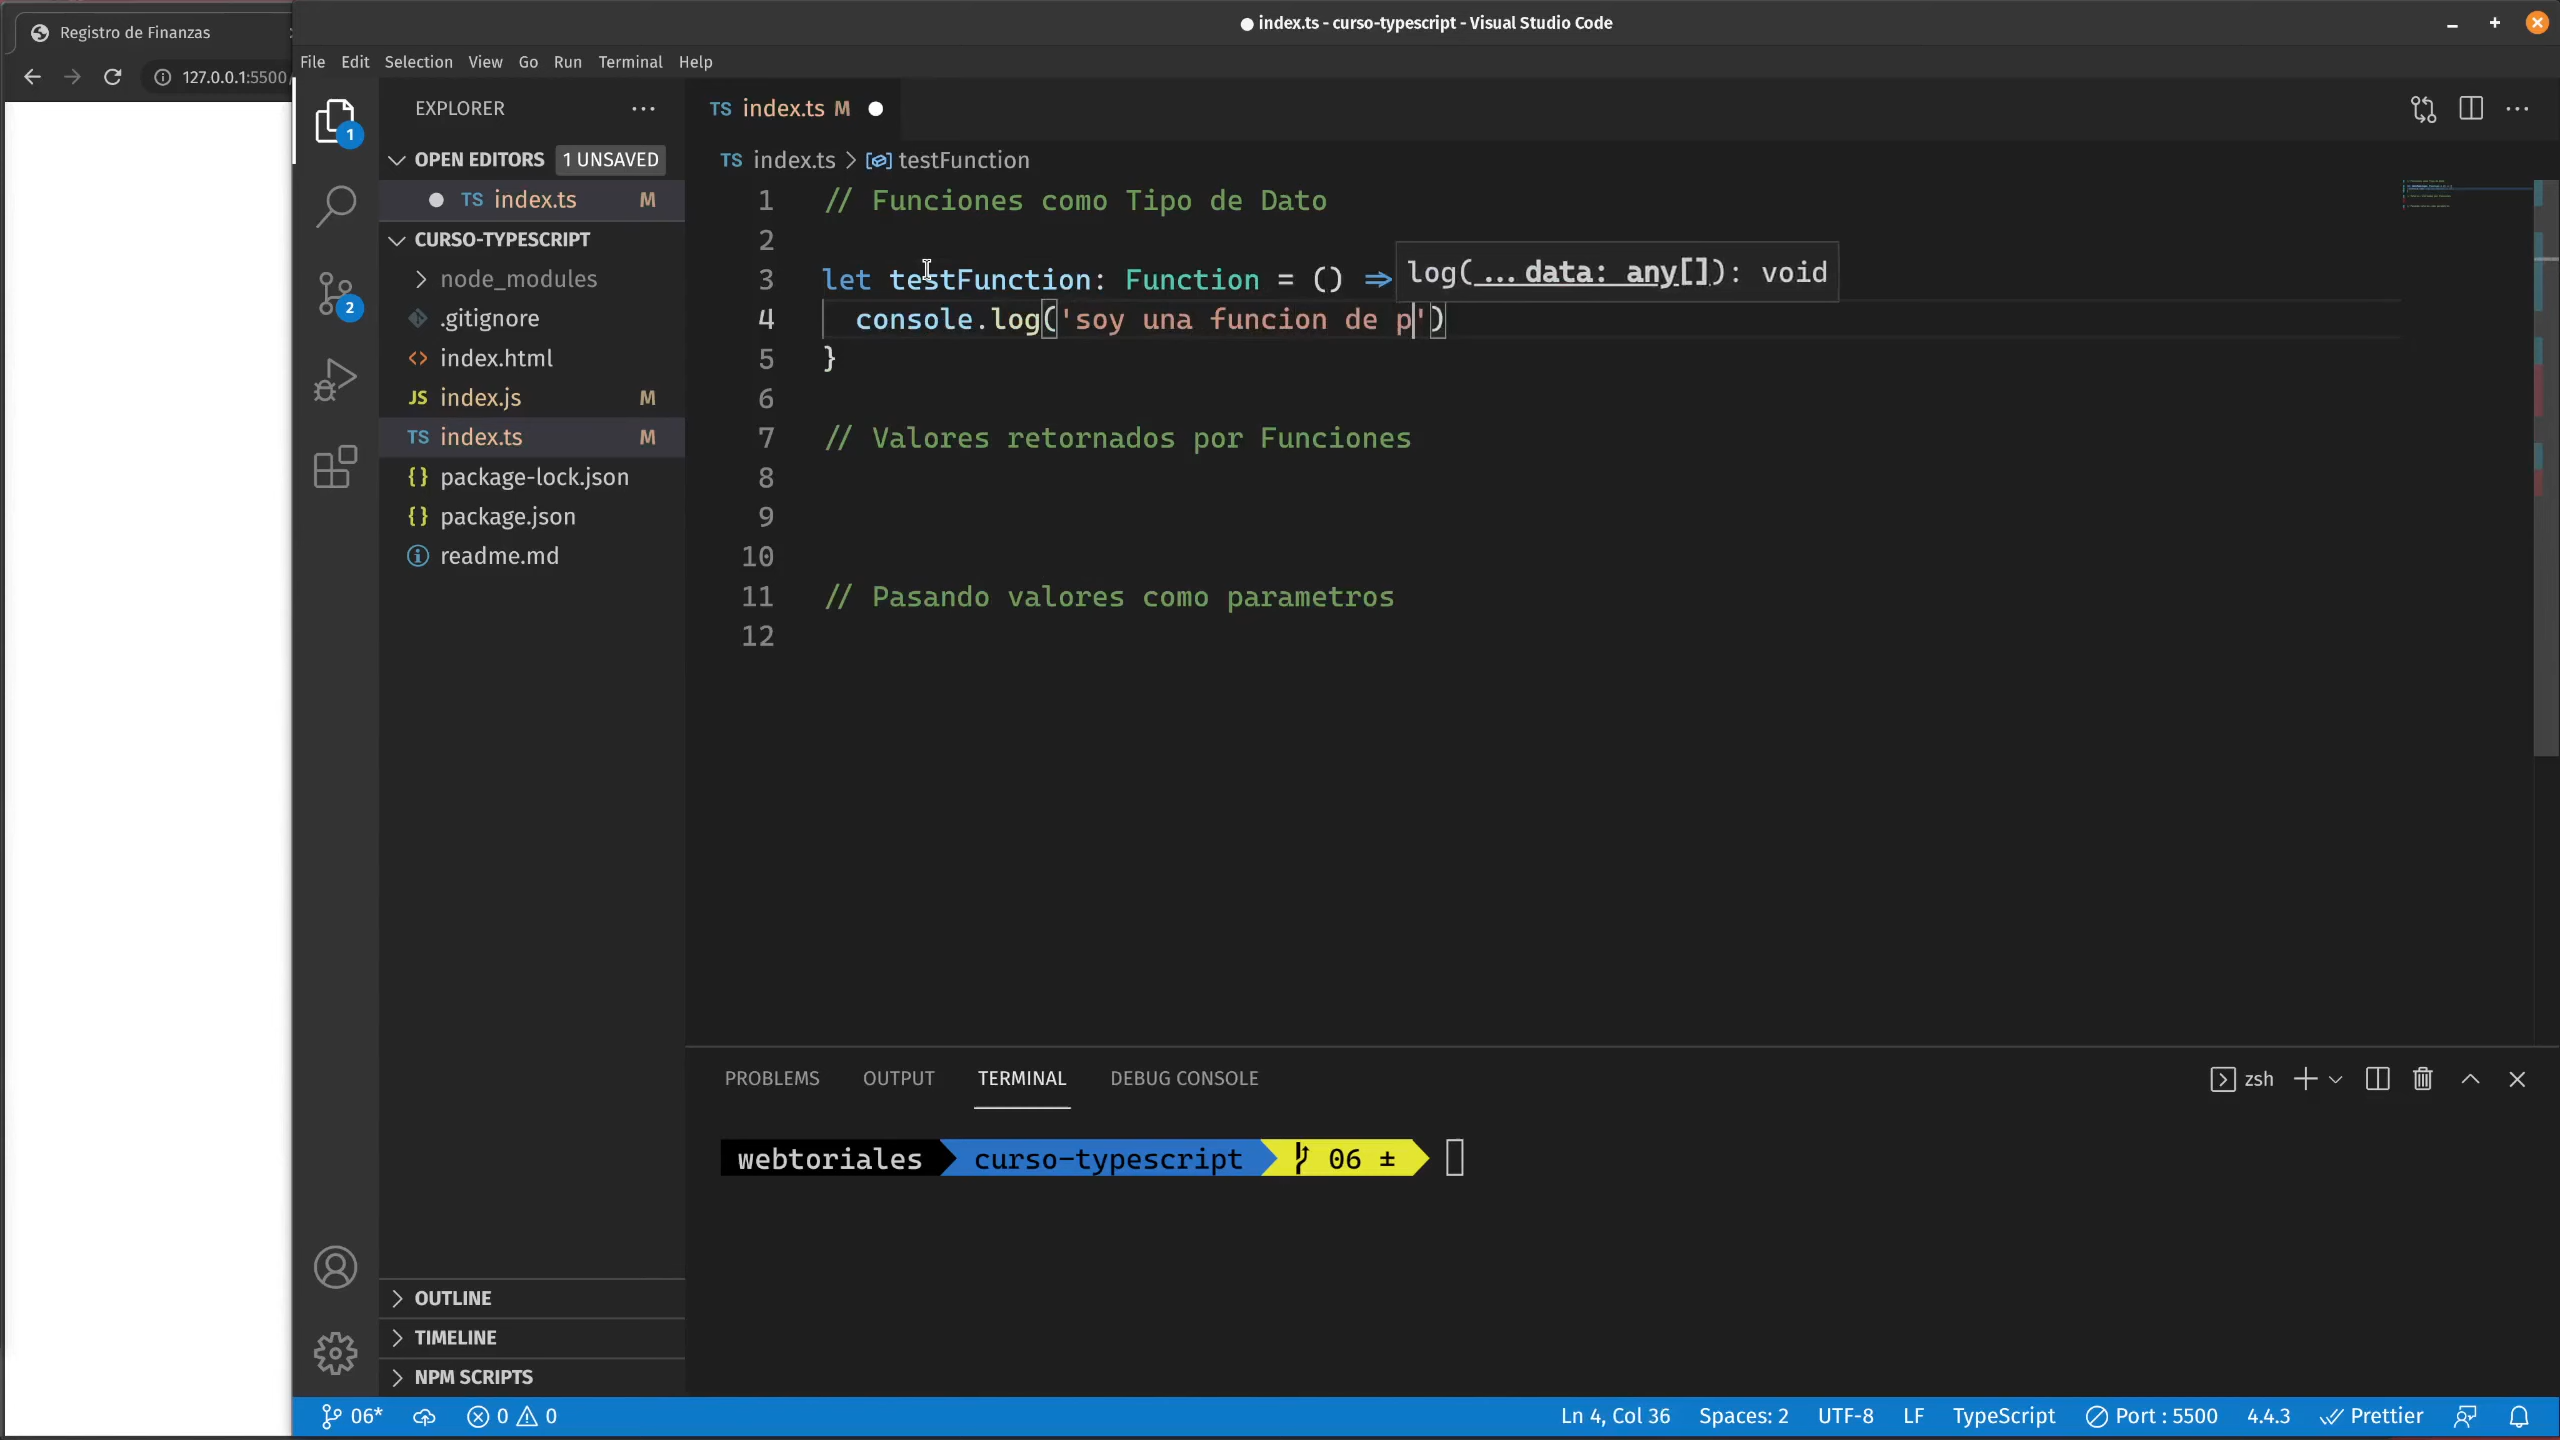 Registro de Finanzas
127.0.0.1:5500/
index.ts - curso-typescript - Visual Studio Code
File Edit Selection View Go Run Terminal Help
EXPLORER
1
OPEN EDITORS 1 UNSAVED
TS index.ts M
CURSO-TYPESCRIPT
node_modules
2
.gitignore
index.html
JS index.js M
TS index.ts M
{} package-lock.json
{} package.json
readme.md
OUTLINE
TIMELINE
NPM SCRIPTS
TS index.ts M
TS index.ts > testFunction
1 // Funciones como Tipo de Dato
2
3 let testFunction: Function = () =>
log(...data: any[]): void
4 console.log('soy una funcion de p')
5 }
6
7 // Valores retornados por Funciones
8
9
10
11 // Pasando valores como parametros
12
PROBLEMS OUTPUT TERMINAL DEBUG CONSOLE
zsh
webtoriales curso-typescript 06 ±
06* 0 0 Ln 4, Col 36 Spaces: 2 UTF-8 LF TypeScript Port : 5500 4.4.3 Prettier